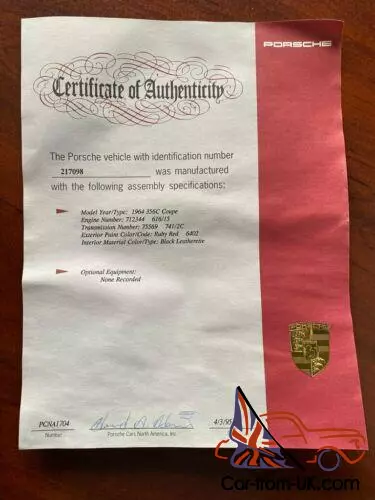 PORSCHE
Certificate of Authenticity
The Porsche vehicle with identification number
217098 was manufactured
with the following assembly specifications:
Model Year/Type: 1964 356C Coupe
Engine Number: 712344 616/15
Transmission Number: 75569 741/2C
Exterior Paint Color/Code: Ruby Red 6402
Interior Material Color/Type: Black Leatherette
Optional Equipment:
None Recorded
PCNA1704
4/3/95
Number
Porsche Cars North America, Inc.
Car-from-UK.com